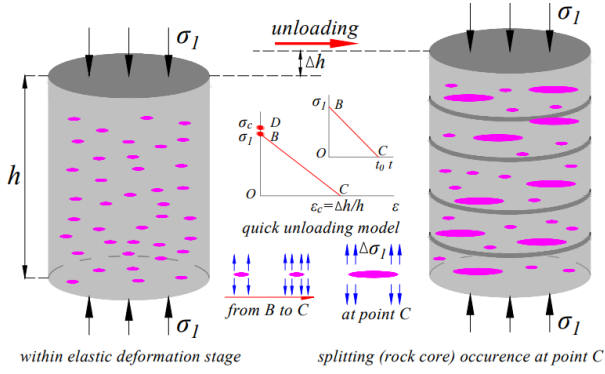 σ1
unloading
σ1
Δh
h
σ1
B
C
O
t0 t
σc
D
σ1
B
C
O
εc=Δh/h
ε
quick unloading model
Δσ1
from B to C
at point C
σ1
σ1
within elastic deformation stage
splitting (rock core) occurence at point C